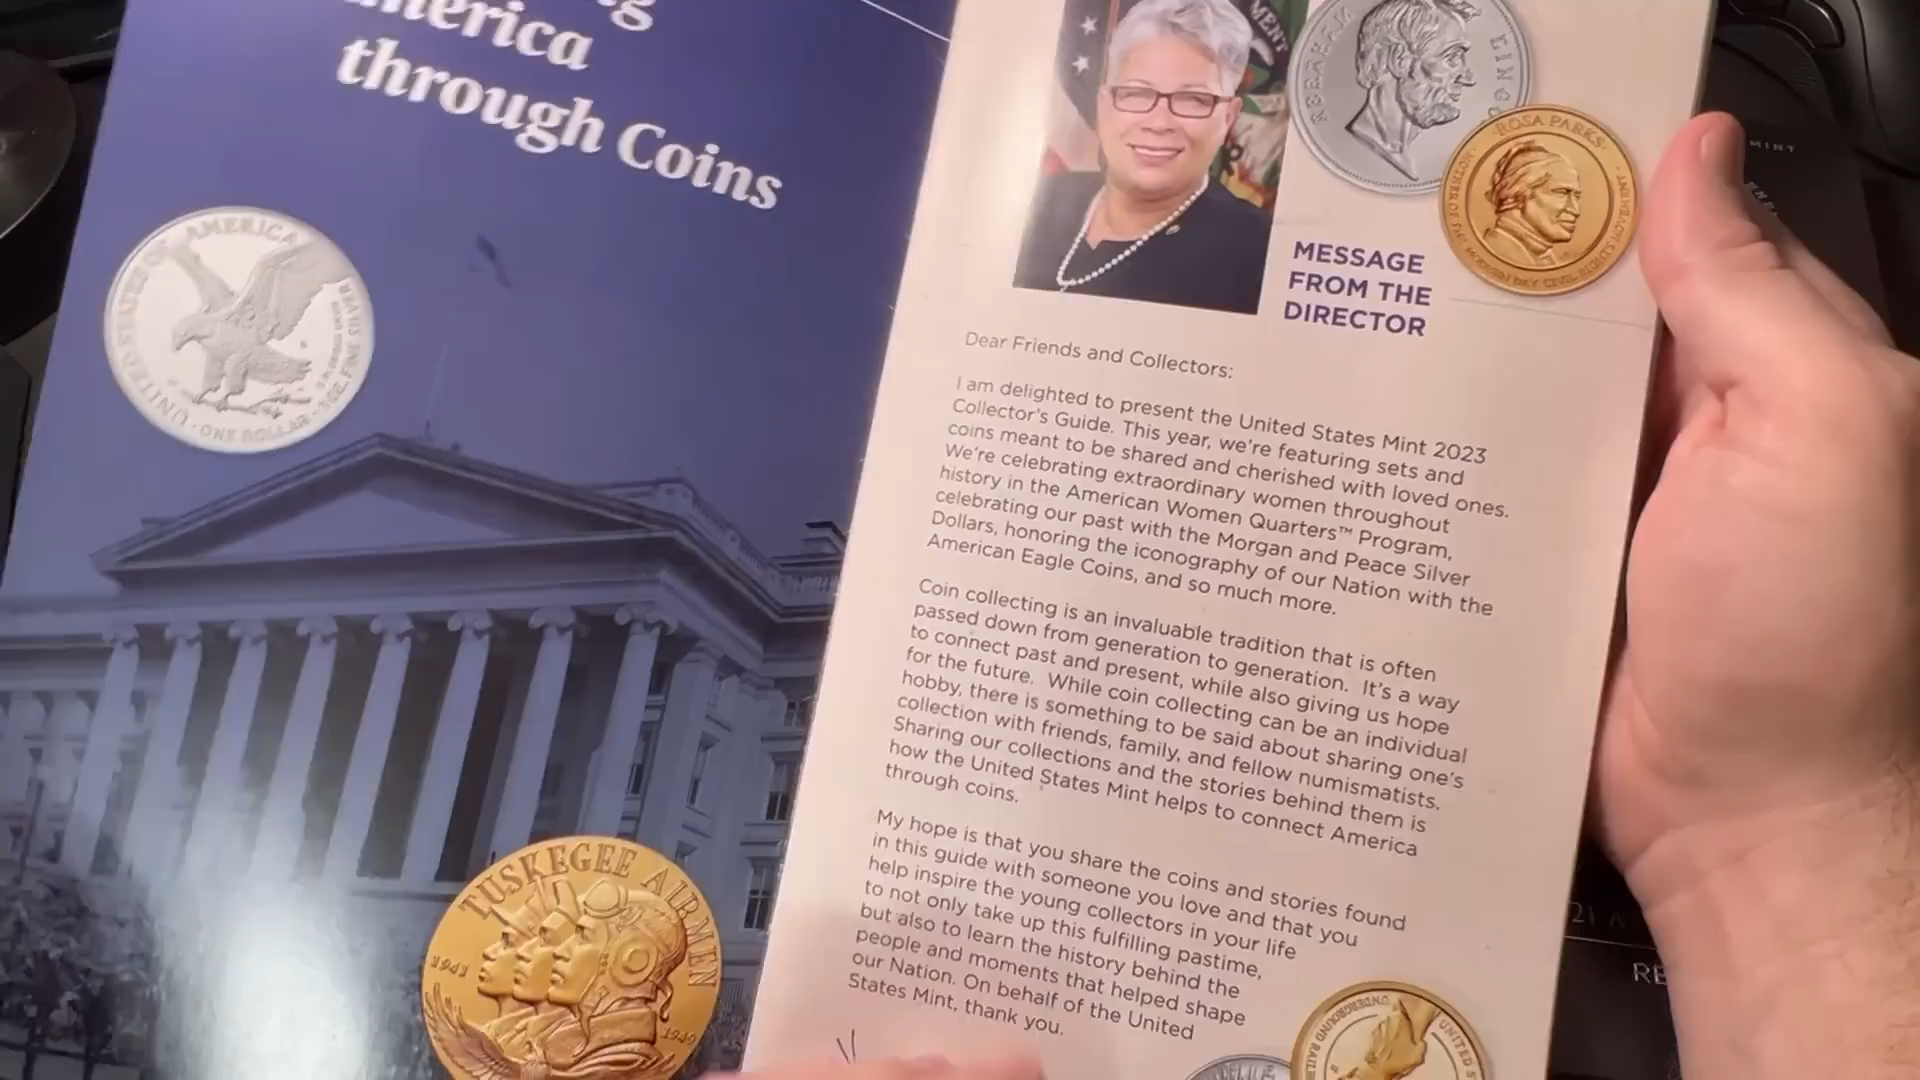 America
through Coins
UNITED STATES OF AMERICA
1 OZ. FINE SILVER - ONE DOLLAR
TUSKEGEE AIRMEN
1941
1949
ABRAHAM LINCO
ROSA PARKS
MESSAGE
FROM THE
DIRECTOR
Dear Friends and Collectors:
I am delighted to present the United States Mint 2023
Collector's Guide. This year, we're featuring sets and
coins meant to be shared and cherished with loved ones.
We're celebrating extraordinary women throughout
history in the American Women Quarters™ Program,
celebrating our past with the Morgan and Peace Silver
Dollars, honoring the iconography of our Nation with the
American Eagle Coins, and so much more.
Coin collecting is an invaluable tradition that is often
passed down from generation to generation. It's a way
to connect past and present, while also giving us hope
for the future. While coin collecting can be an individual
hobby, there is something to be said about sharing one's
collection with friends, family, and fellow numismatists.
Sharing our collections and the stories behind them is
how the United States Mint helps to connect America
through coins.
My hope is that you share the coins and stories found
in this guide with someone you love and that you
help inspire the young collectors in your life
to not only take up this fulfilling pastime,
but also to learn the history behind the
people and moments that helped shape
our Nation. On behalf of the United
States Mint, thank you.
UNDERGROUND RAIL
UNITED S
MINT
21 A
RE